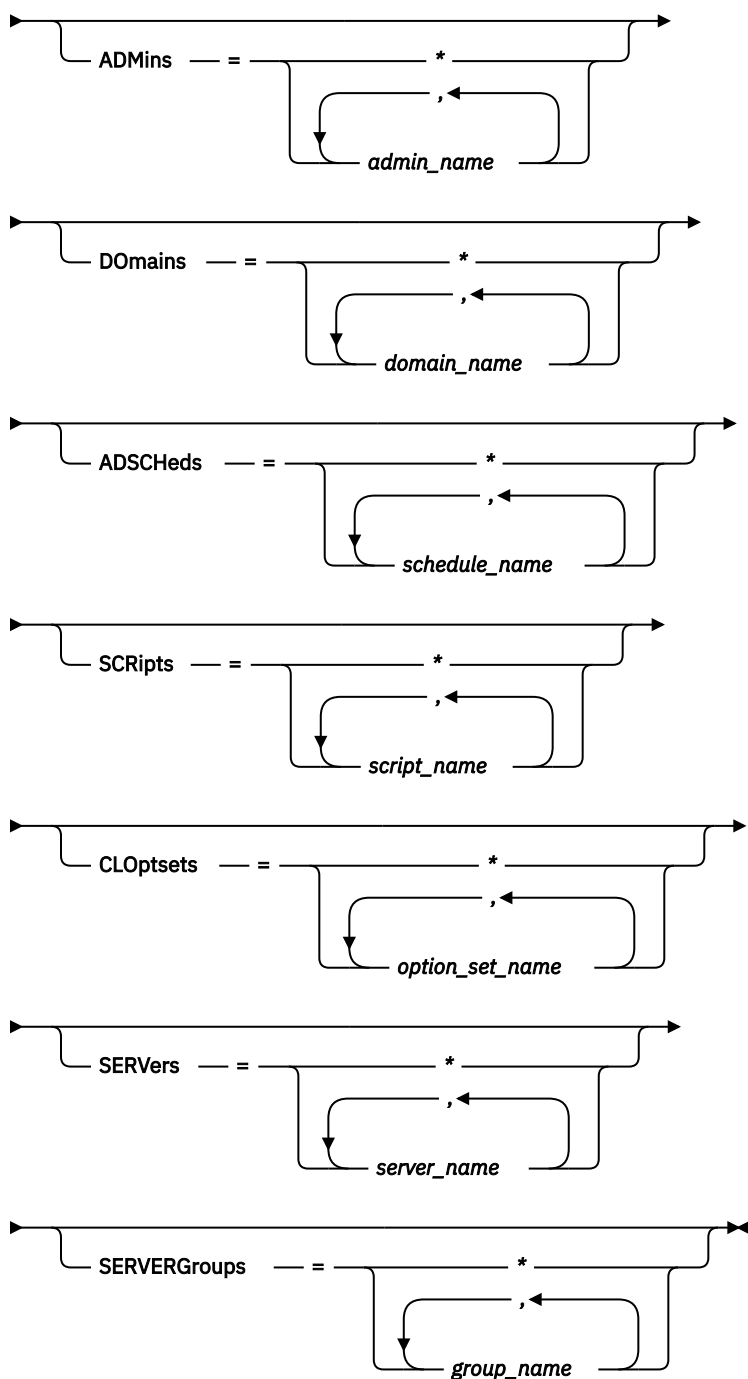 ADMins = *
,
admin_name
DOmains = *
,
domain_name
ADSCHeds = *
,
schedule_name
SCRipts = *
,
script_name
CLOptsets = *
,
option_set_name
SERVers = *
,
server_name
SERVERGroups = *
,
group_name